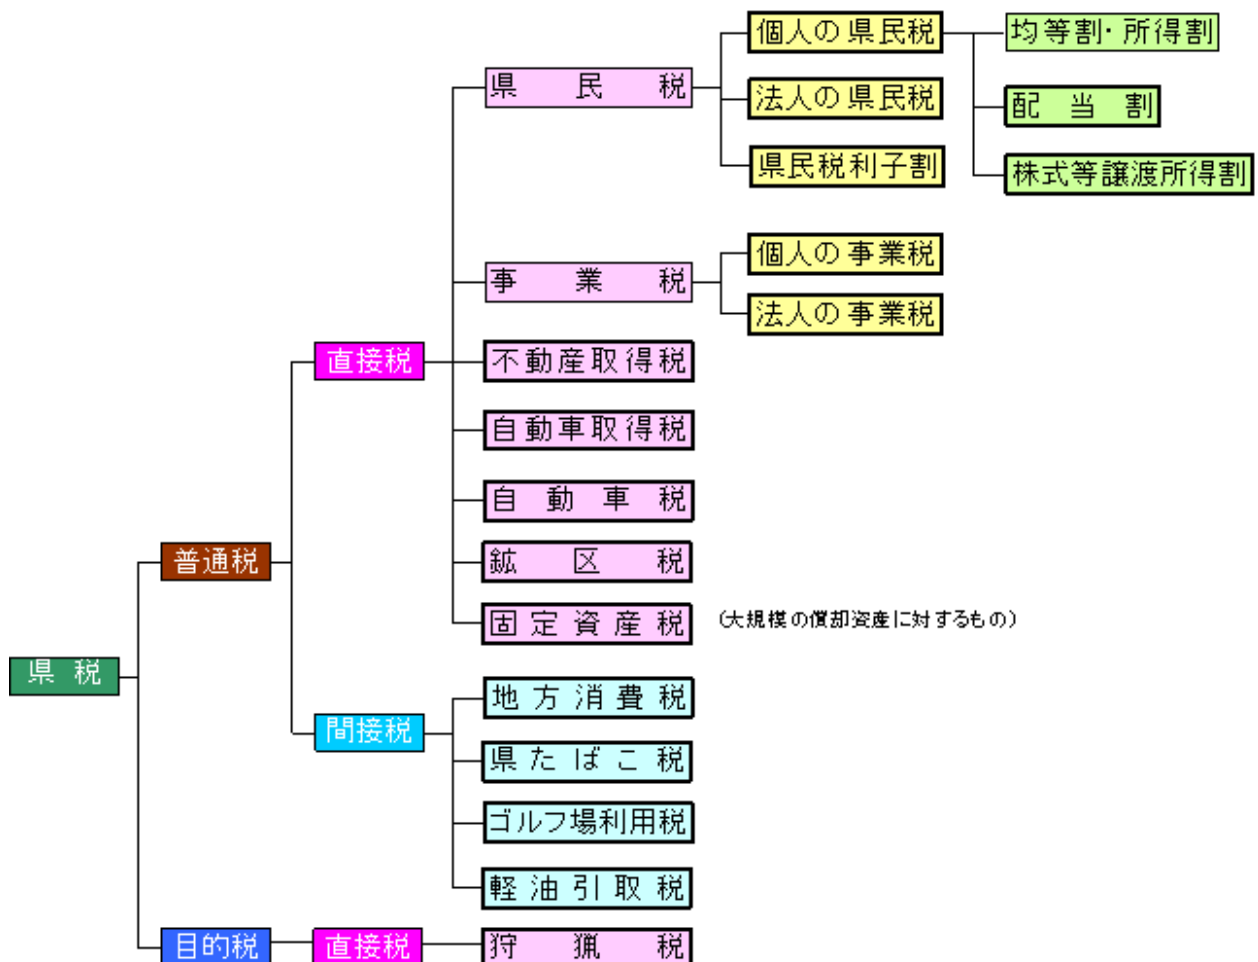 個人の県民税
均等割・所得割
県民税
法人の県民税
配当割
県民税利子割
株式等譲渡所得割
個人の事業税
事業税
法人の事業税
直接税
不動産取得税
自動車取得税
自動車税
普通税
鉱区税
固定資産税
(大規模の償却資産に対するもの)
県税
地方消費税
間接税
県たばこ税
ゴルフ場利用税
軽油引取税
目的税
直接税
狩猟税